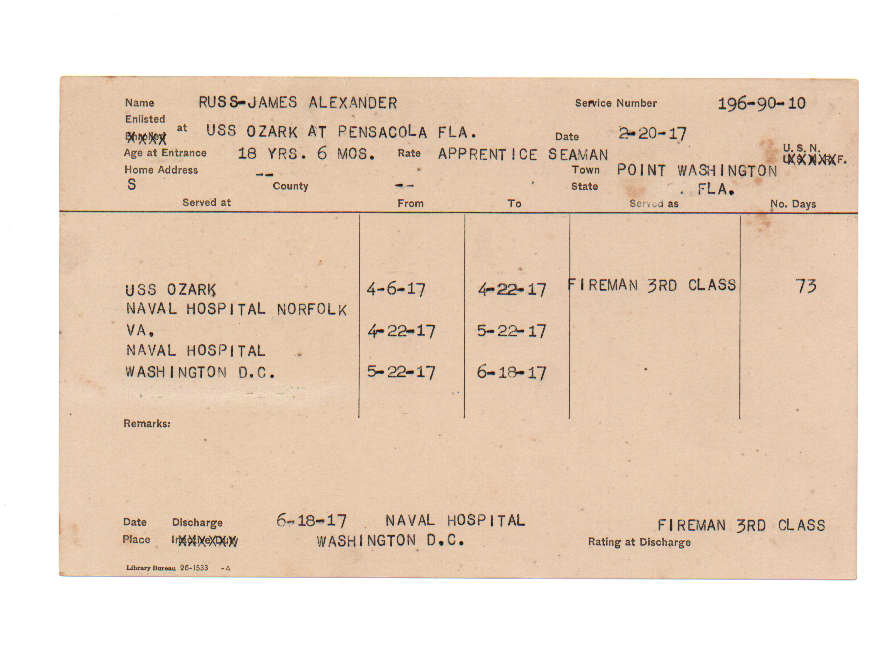 Name RUSS-JAMES ALEXANDER Service Number 196-90-10
Enlisted
Enrolled at USS OZARK AT PENSACOLA FLA. Date 2-20-17
U.S.N.
Age at Entrance 18 YRS. 6 MOS. Rate APPRENTICE SEAMAN
Home Address -- Town POINT WASHINGTON
S County -- State FLA.
Served at From To Served as No. Days
USS OZARK 4-6-17 4-22-17 FIREMAN 3RD CLASS 73
NAVAL HOSPITAL NORFOLK
VA. 4-22-17 5-22-17
NAVAL HOSPITAL
WASHINGTON D.C. 5-22-17 6-18-17
Remarks:
Date Discharge 6-18-17 NAVAL HOSPITAL FIREMAN 3RD CLASS
Place Inactive Duty WASHINGTON D.C. Rating at Discharge
Library Bureau 26-1533 -A